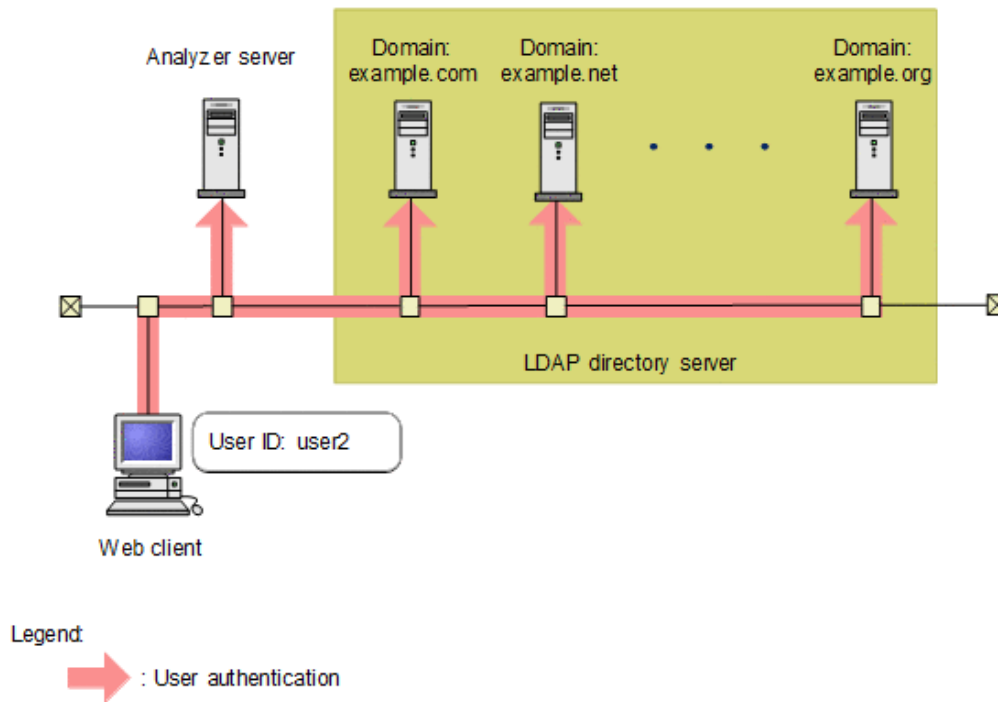 Analyzer server
Domain:
example.com
Domain:
example.net
Domain:
example.org
LDAP directory server
User ID: user2
Web client
Legend:
: User authentication